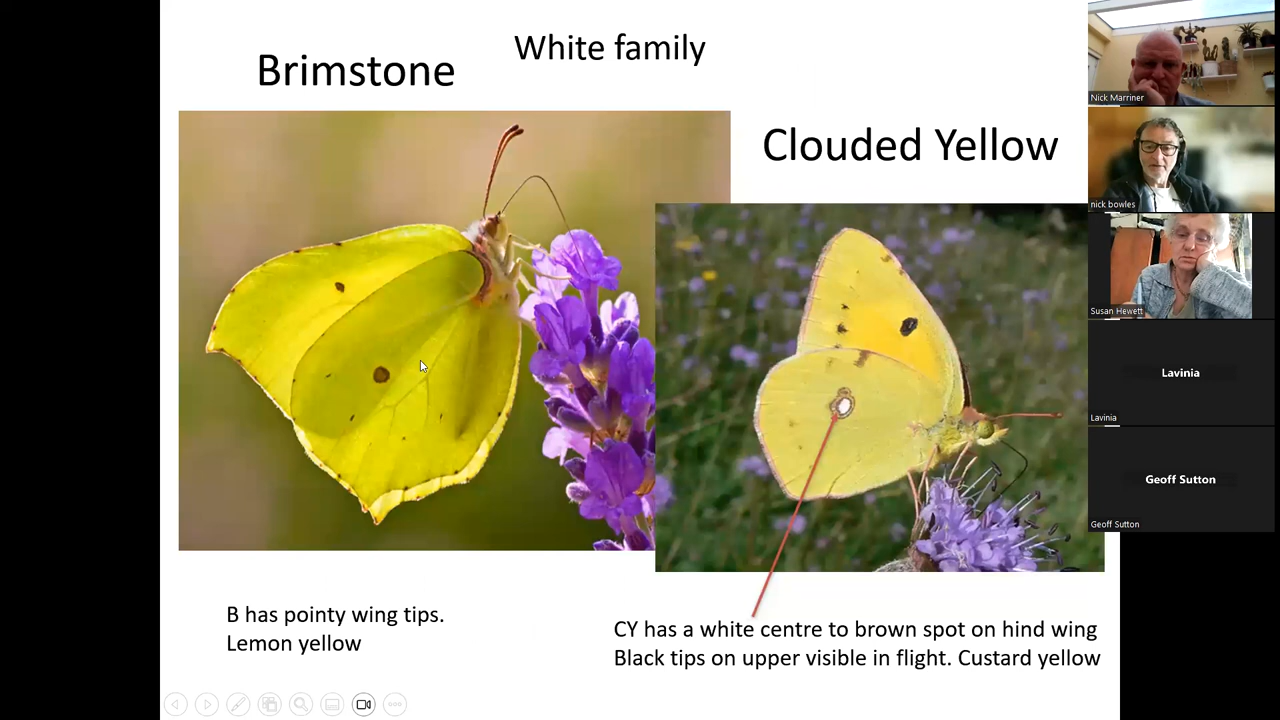 White family
Brimstone
Clouded Yellow
B has pointy wing tips.
Lemon yellow
CY has a white centre to brown spot on hind wing
Black tips on upper visible in flight. Custard yellow
Nick Marriner
nick bowles
Susan Hewett
Lavinia
Lavinia
Geoff Sutton
Geoff Sutton